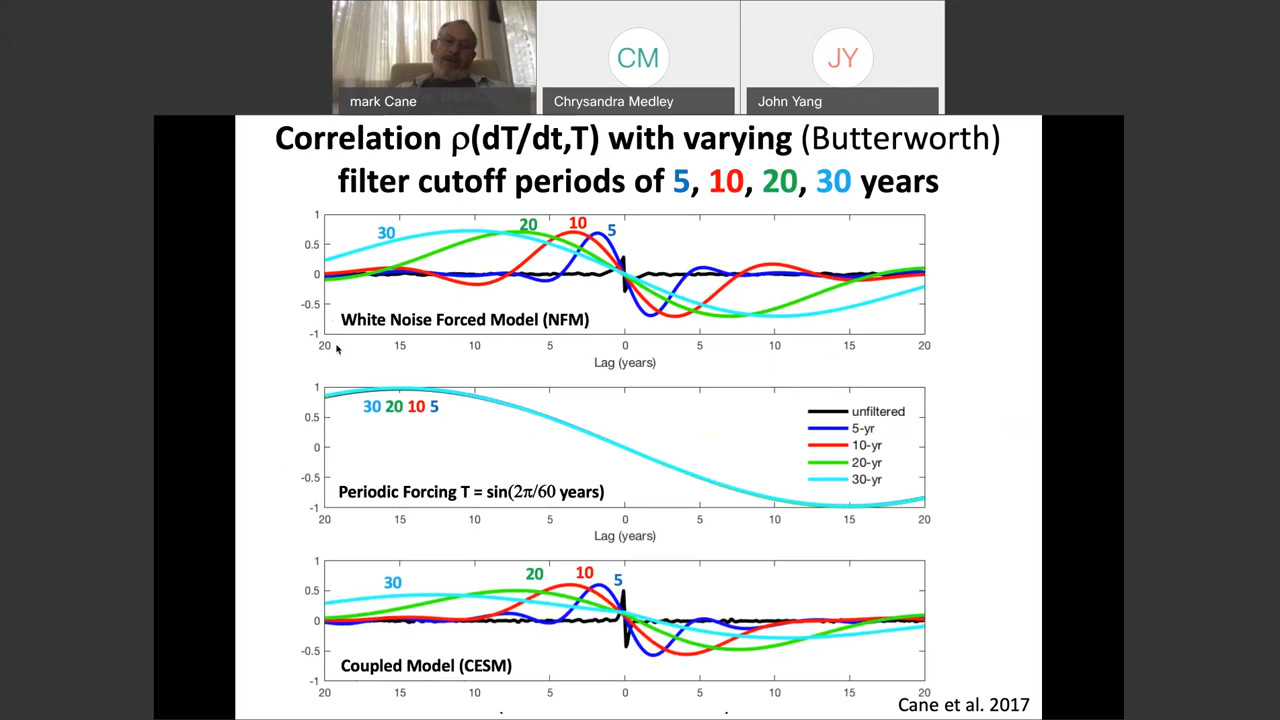 mark Cane
CM
Chrysandra Medley
JY
John Yang
Correlation ρ(dT/dt,T) with varying (Butterworth)
filter cutoff periods of 5, 10, 20, 30 years
1
0.5
0
-0.5
-1
30
20
10
5
White Noise Forced Model (NFM)
20 15 10 5 0 5 10 15 20
Lag (years)
1
0.5
0
-0.5
-1
30 20 10 5
unfiltered
5-yr
10-yr
20-yr
30-yr
Periodic Forcing T = sin(2π/60 years)
20 15 10 5 0 5 10 15 20
Lag (years)
1
0.5
0
-0.5
-1
30
20
10
5
Coupled Model (CESM)
20 15 10 5 0 5 10 15 20
Cane et al. 2017